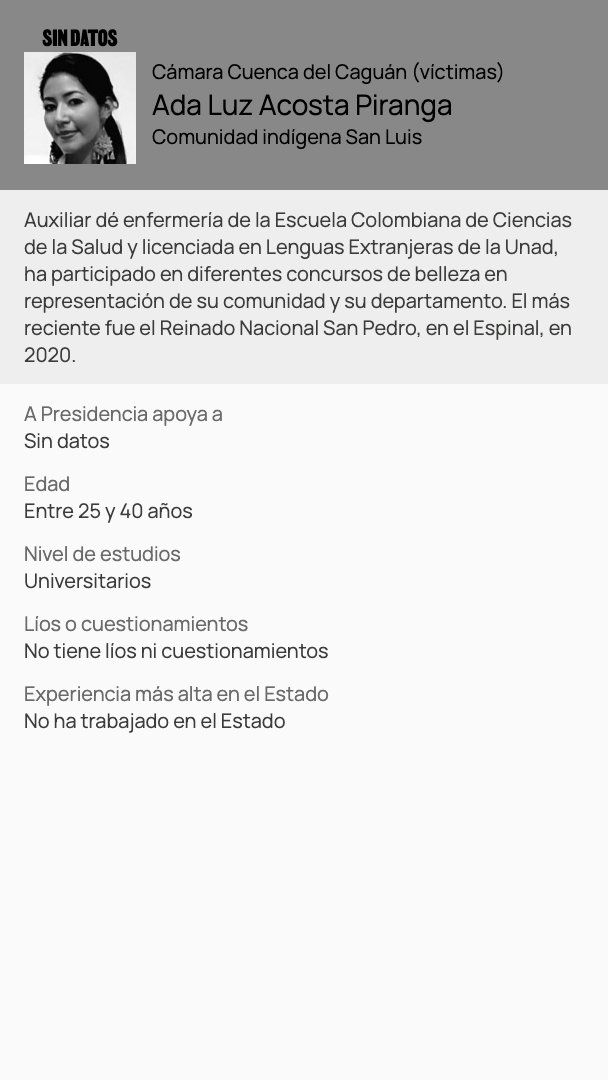 SIN DATOS
Cámara Cuenca del Caguán (víctimas)
Ada Luz Acosta Piranga
Comunidad indígena San Luis
Auxiliar dé enfermería de la Escuela Colombiana de Ciencias
de la Salud y licenciada en Lenguas Extranjeras de la Unad,
ha participado en diferentes concursos de belleza en
representación de su comunidad y su departamento. El más
reciente fue el Reinado Nacional San Pedro, en el Espinal, en
2020.
A Presidencia apoya a
Sin datos
Edad
Entre 25 y 40 años
Nivel de estudios
Universitarios
Líos o cuestionamientos
No tiene líos ni cuestionamientos
Experiencia más alta en el Estado
No ha trabajado en el Estado